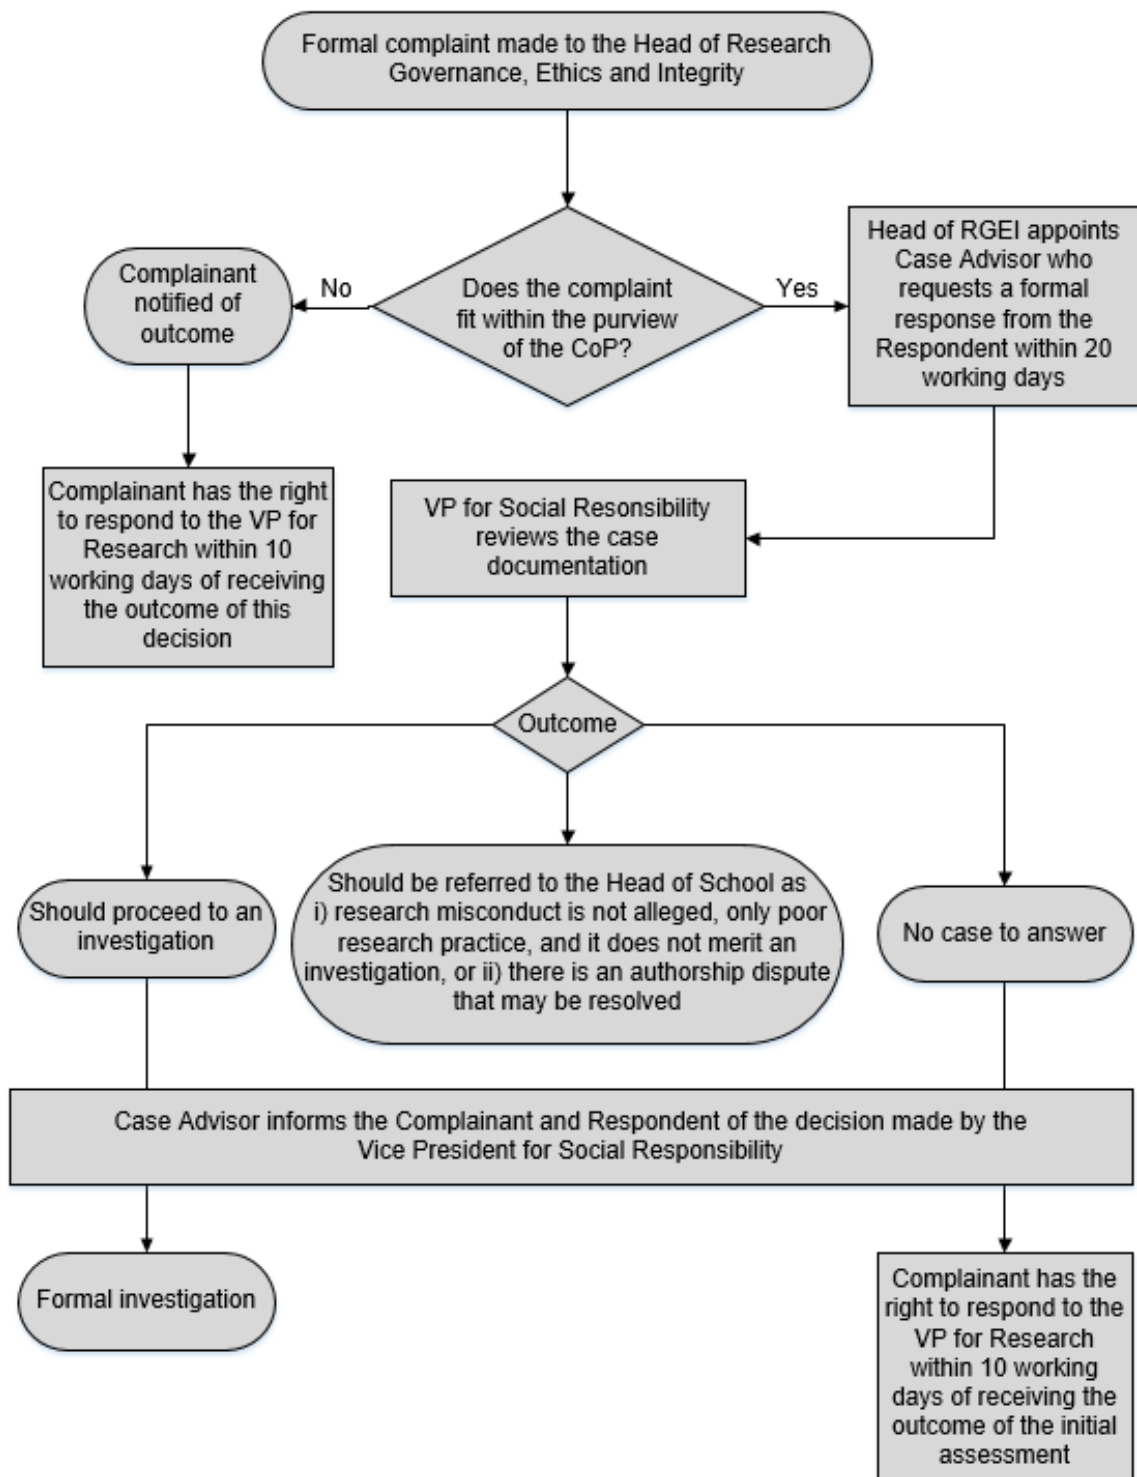 Formal complaint made to the Head of Research
Governance, Ethics and Integrity
Does the complaint
fit within the purview
of the CoP?
No
Yes
Complainant
notified of
outcome
Head of RGEI appoints
Case Advisor who
requests a formal
response from the
Respondent within 20
working days
Complainant has the right
to respond to the VP for
Research within 10
working days of receiving
the outcome of this
decision
VP for Social Resonsibility
reviews the case
documentation
Outcome
Should proceed to an
investigation
Should be referred to the Head of School as
i) research misconduct is not alleged, only poor
research practice, and it does not merit an
investigation, or ii) there is an authorship dispute
that may be resolved
No case to answer
Case Advisor informs the Complainant and Respondent of the decision made by the
Vice President for Social Responsibility
Formal investigation
Complainant has the
right to respond to the
VP for Research
within 10 working
days of receiving the
outcome of the initial
assessment